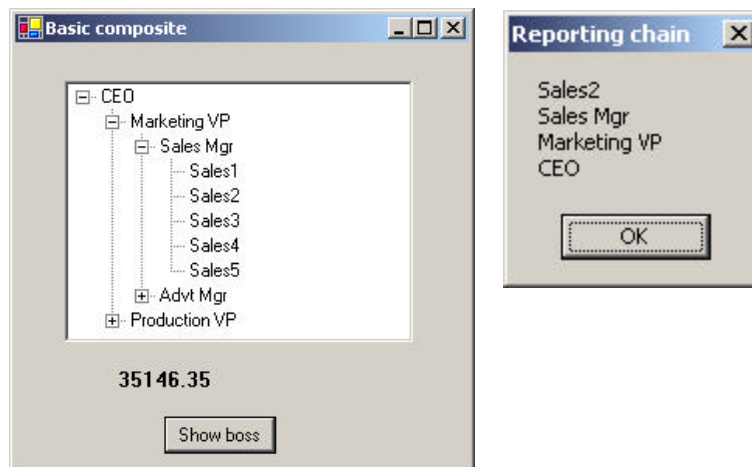 Basic composite
CEO
Marketing VP
Sales Mgr
Sales1
Sales2
Sales3
Sales4
Sales5
Advt Mgr
Production VP
35146.35
Show boss
Reporting chain
Sales2
Sales Mgr
Marketing VP
CEO
OK